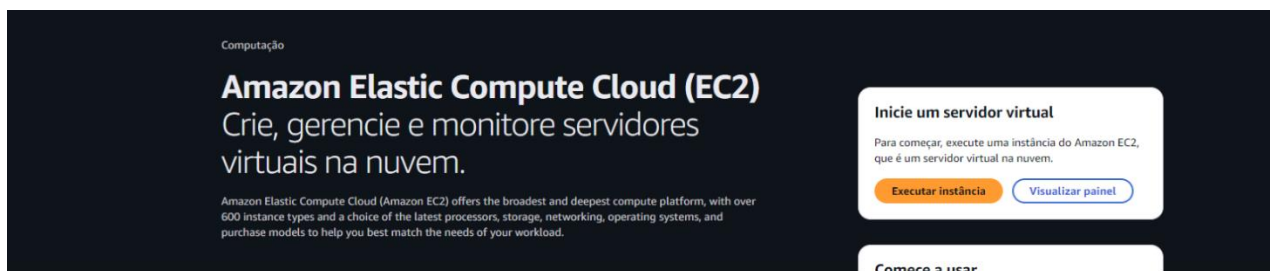 Computação
Amazon Elastic Compute Cloud (EC2)
Crie, gerencie e monitore servidores
virtuais na nuvem.
Amazon Elastic Compute Cloud (Amazon EC2) offers the broadest and deepest compute platform, with over
600 instance types and a choice of the latest processors, storage, networking, operating systems, and
purchase models to help you best match the needs of your workload.
Inicie um servidor virtual
Para começar, execute uma instância do Amazon EC2,
que é um servidor virtual na nuvem.
Executar instância
Visualizar painel
Comece a usar